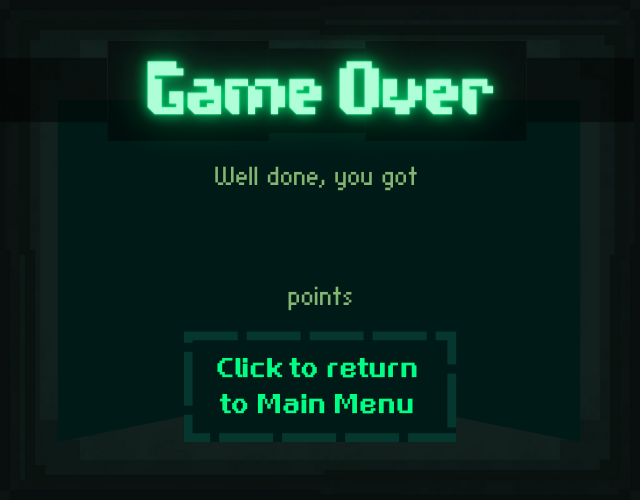 Game Over
Well done, you got
points
Click to return
to Main Menu